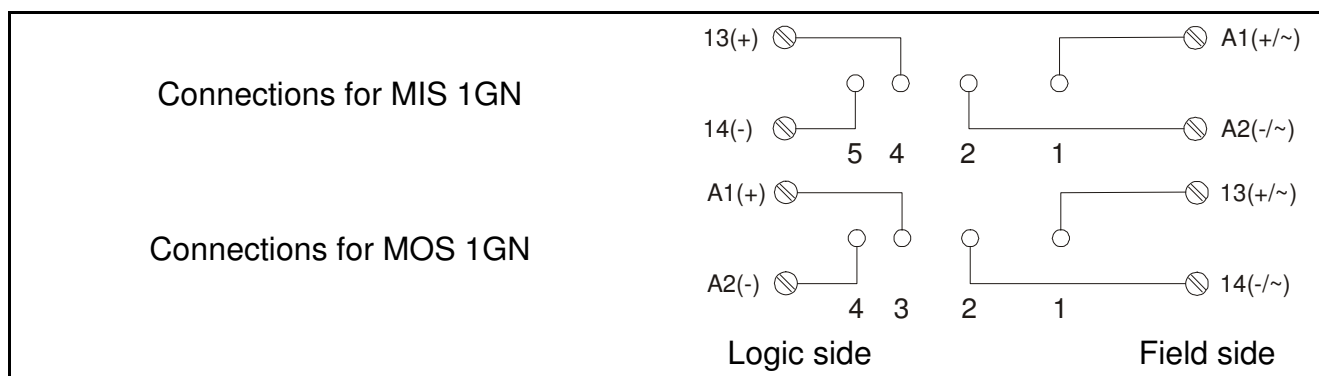 13(+) A1(+/~)
Connections for MIS 1GN
14(-) A2(-/~)
5 4 2 1
A1(+) 13(+/~)
Connections for MOS 1GN
A2(-) 14(-/~)
4 3 2 1
Logic side Field side